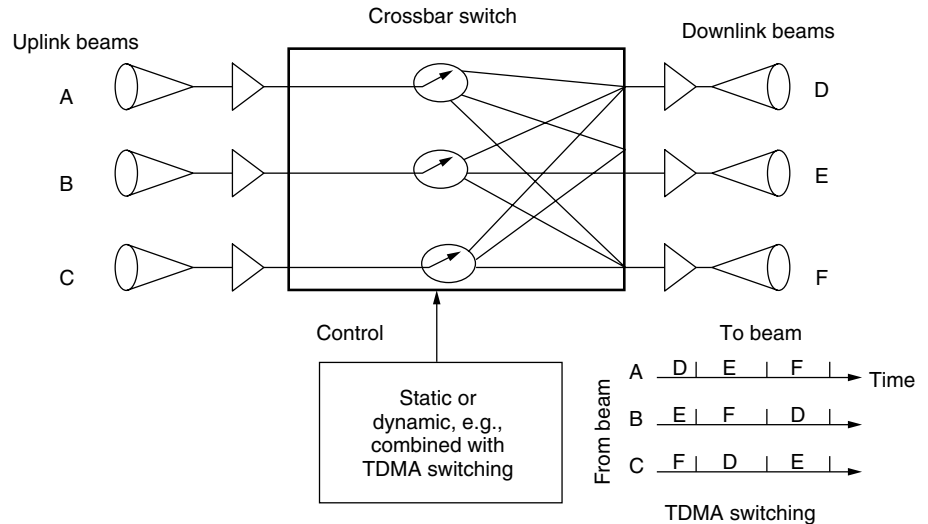 Crossbar switch
Uplink beams
Downlink beams
A
D
B
E
C
F
Control
Static or
dynamic, e.g.,
combined with
TDMA switching
To beam
From beam
A D E F Time
B E F D
C F D E
TDMA switching